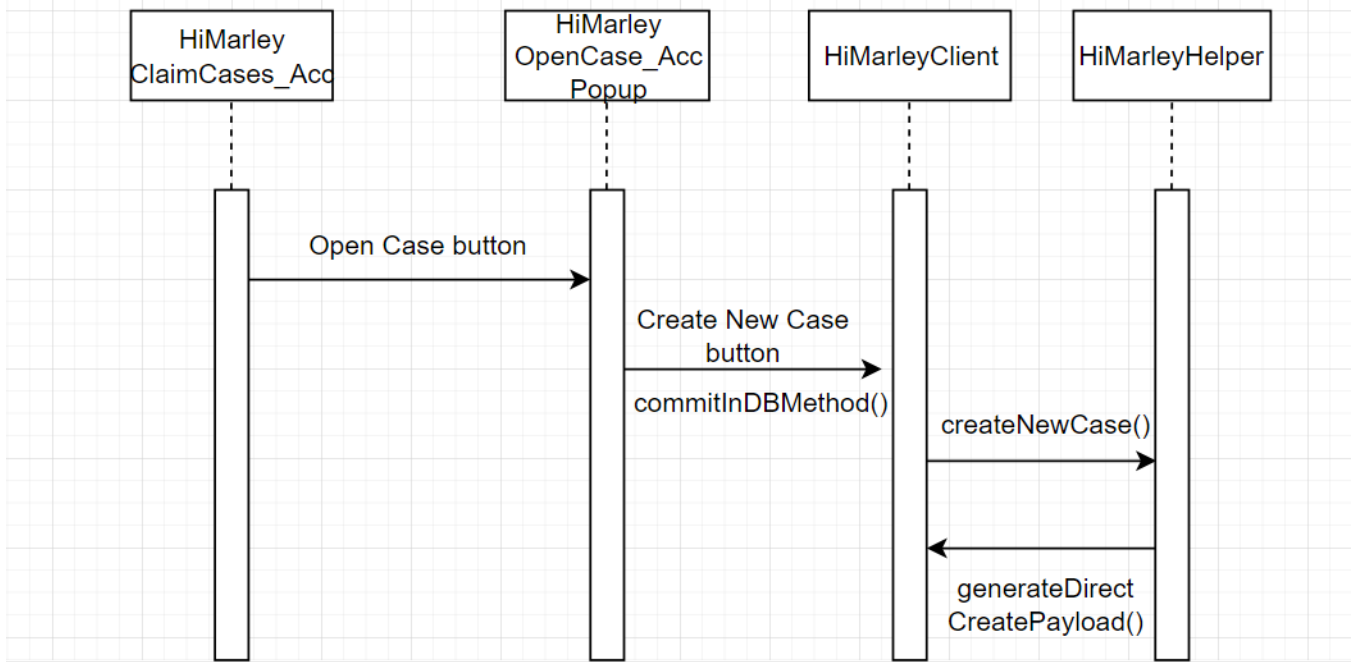 HiMarley
ClaimCases_Acc
HiMarley
OpenCase_Acc
Popup
HiMarleyClient
HiMarleyHelper
Open Case button
Create New Case
button
commitInDBMethod()
createNewCase()
generateDirect
CreatePayload()